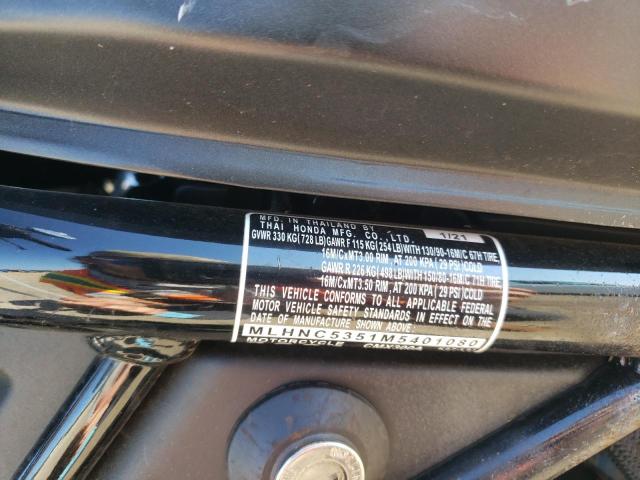 MFD. IN THAILAND BY
THAI HONDA MFG. CO., LTD. 1/21
GVWR 330 KG(728 LB)GAWR F 115 KG(254 LB)WITH 130/90-16M/C 67H TIRE,
16M/CxMT3.00 RIM, AT 200 KPA(29 PSI)COLD
GAWR R 226 KG(498 LB)WITH 150/80-16M/C 71H TIRE,
16M/CxMT3.50 RIM, AT 200 KPA(29 PSI)COLD
THIS VEHICLE CONFORMS TO ALL APPLICABLE FEDERAL
MOTOR VEHICLE SAFETY STANDARDS IN EFFECT ON THE
DATE OF MANUFACTURE SHOWN ABOVE.
MLHNC5351M5401080
MOTORCYCLE